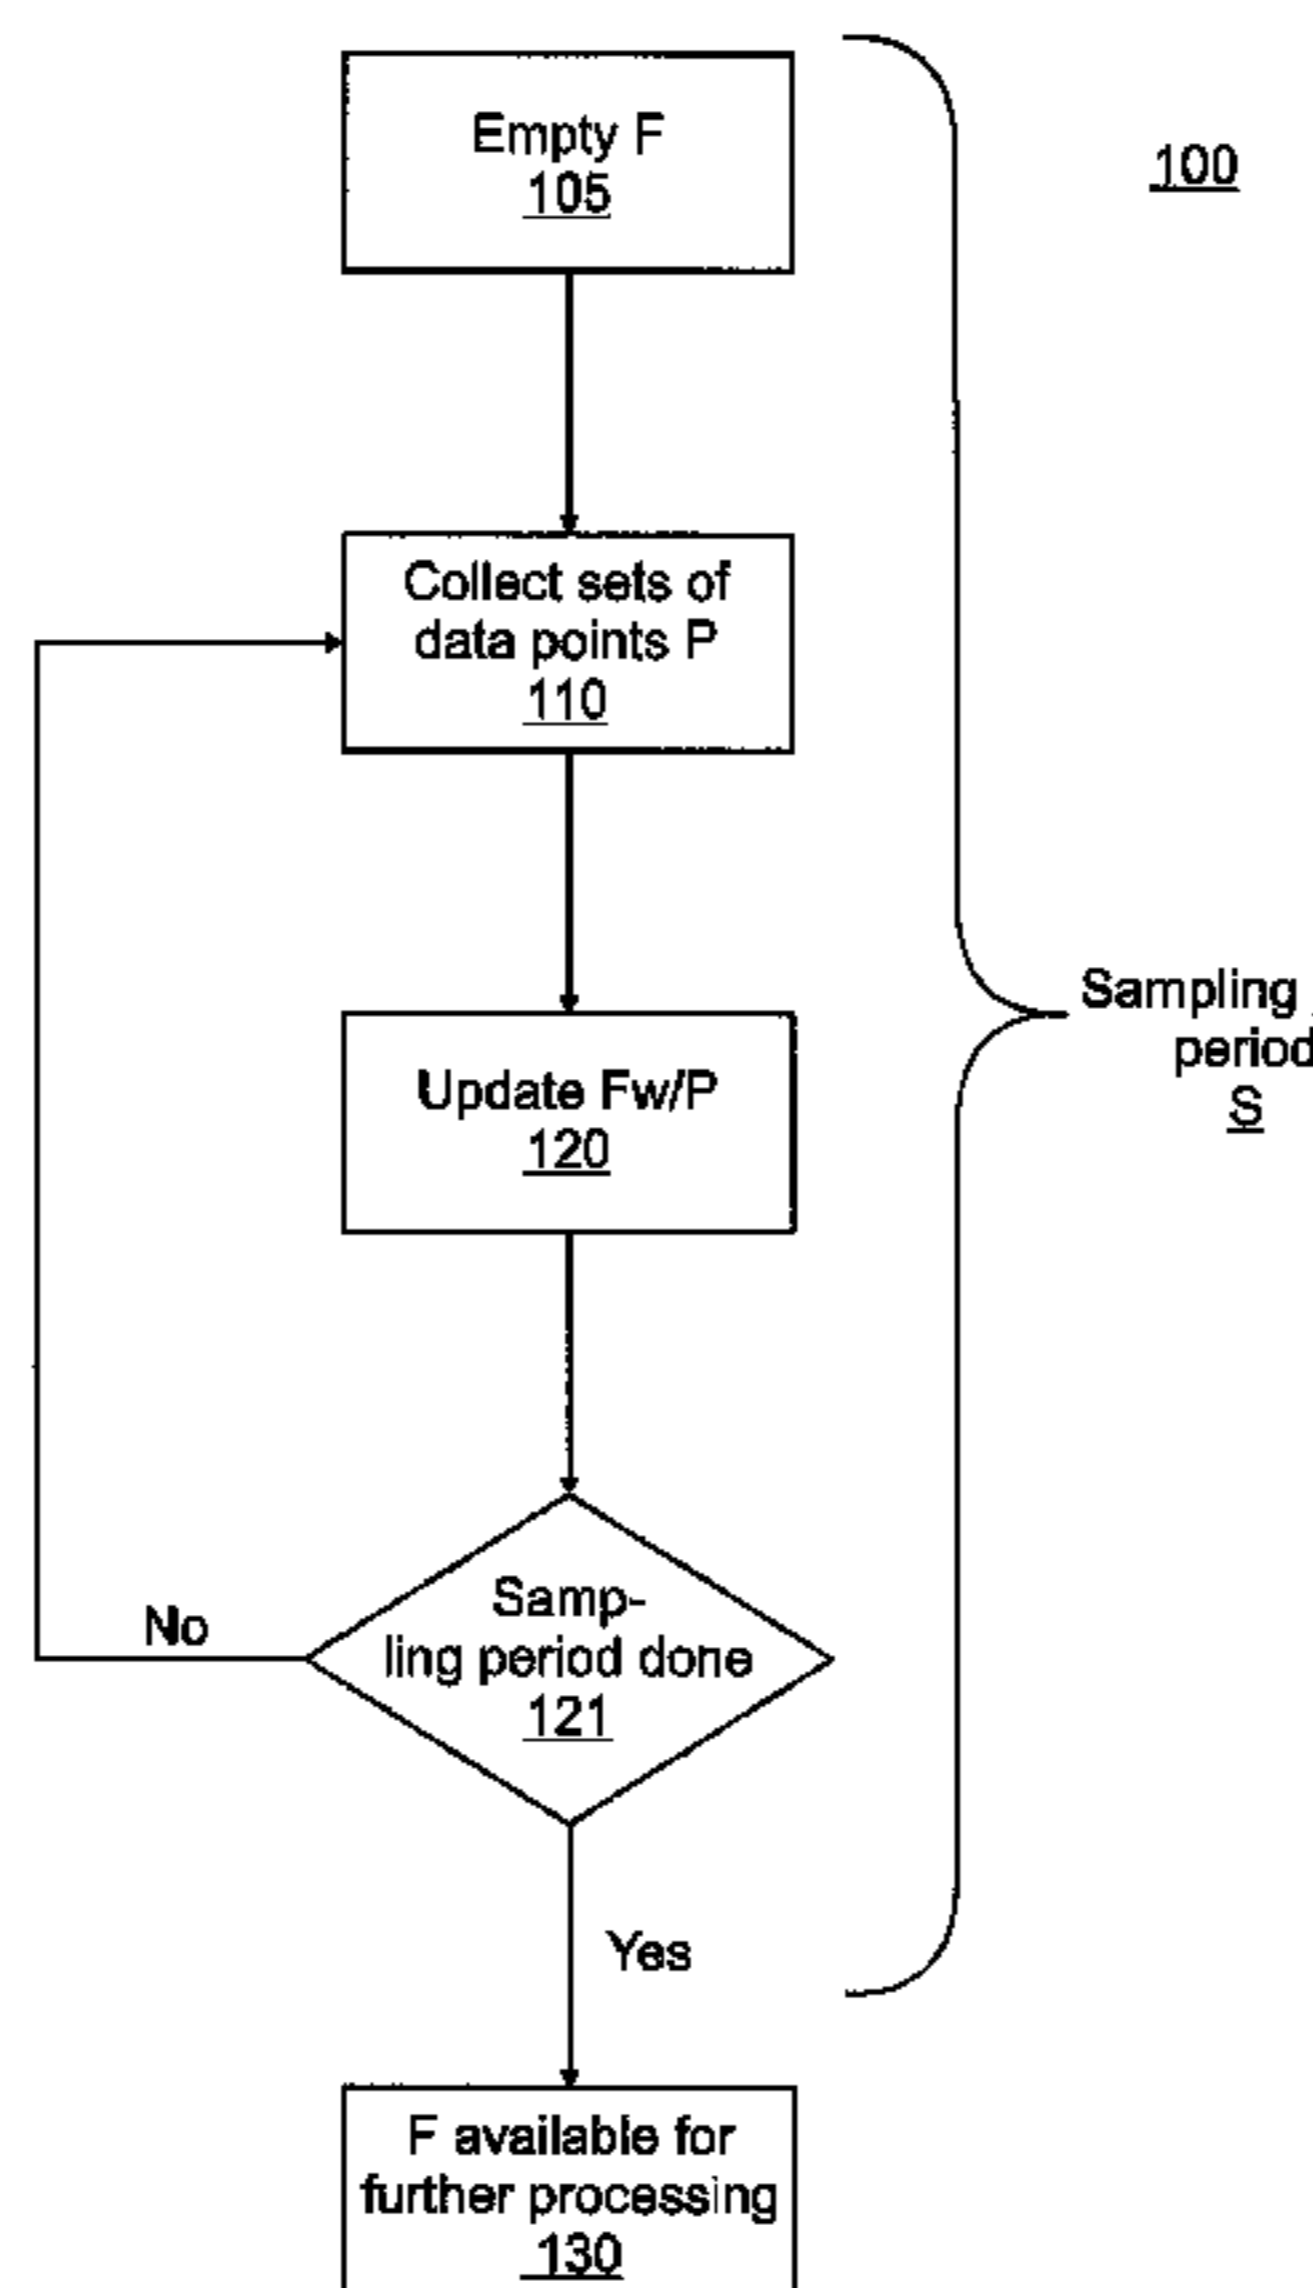 Empty F
105
100
Collect sets of
data points P
110
Update Fw/P
120
Sampling
period
S
Samp-
ling period done
121
No
Yes
F available for
further processing
130